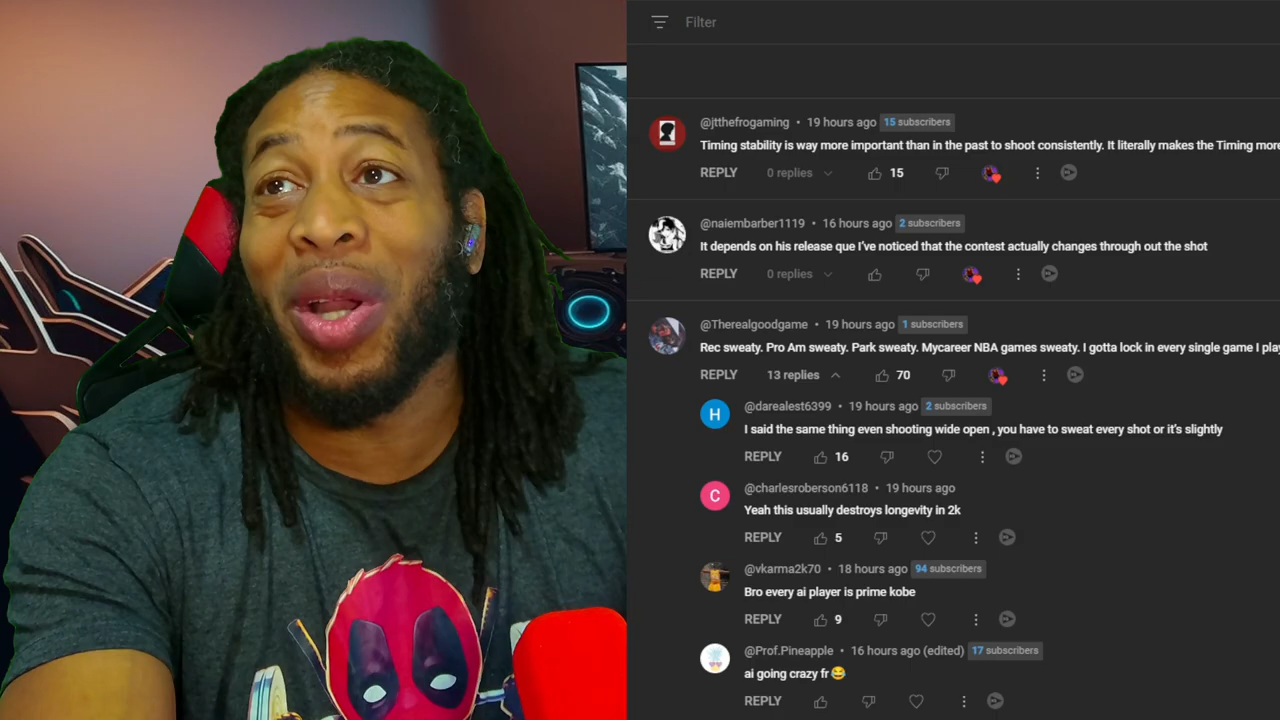 Filter
@jtthefrogaming • 19 hours ago 15 subscribers
Timing stability is way more important than in the past to shoot consistently. It literally makes the Timing more
REPLY 0 replies 15
@naiembarber1119 • 16 hours ago 2 subscribers
It depends on his release que I've noticed that the contest actually changes through out the shot
REPLY 0 replies
@Therealgoodgame • 19 hours ago 1 subscribers
Rec sweaty. Pro Am sweaty. Park sweaty. Mycareer NBA games sweaty. I gotta lock in every single game I play
REPLY 13 replies 70
H
@darealest6399 • 19 hours ago 2 subscribers
I said the same thing even shooting wide open , you have to sweat every shot or it's slightly
REPLY 16
C
@charlesroberson6118 • 19 hours ago
Yeah this usually destroys longevity in 2k
REPLY 5
@vkarma2k70 • 18 hours ago 94 subscribers
Bro every ai player is prime kobe
REPLY 9
@Prof.Pineapple • 16 hours ago (edited) 17 subscribers
ai going crazy fr 😂
REPLY